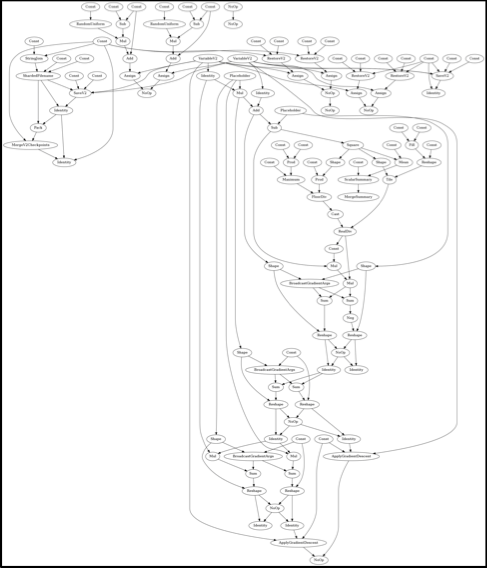 Const Const Const Const Const Const NoOp
RandomUniform Sub RandomUniform Sub NoOp
Const Const Mul Mul Const Const Const Const
StringJoin Const Const Add Add VariableV2 VariableV2 RestoreV2 RestoreV2 Const Const Const Const Const Const Const
ShardedFilename Const Const Assign Assign Identity Placeholder Assign Assign RestoreV2 RestoreV2 SaveV2
SaveV2 NoOp Mul Identity NoOp Assign Assign Identity
Identity Add Placeholder NoOp NoOp
Pack Sub Const Const
MergeV2Checkpoints Const Const Square Const Fill
Identity Const Prod Const Shape Const Shape Mean Reshape
Maximum Prod ScalarSummary Tile
FloorDiv MergeSummary
Cast
RealDiv
Const
Shape Mul Shape
BroadcastGradientArgs Mul
Sum Sum
Neg
Reshape Reshape
Shape Const NoOp
BroadcastGradientArgs Identity Identity
Sum Sum
Reshape Reshape
NoOp
Shape Identity Const Const Identity
Mul BroadcastGradientArgs Mul ApplyGradientDescent
Sum Sum
Reshape Reshape
NoOp
Identity Identity
ApplyGradientDescent
NoOp